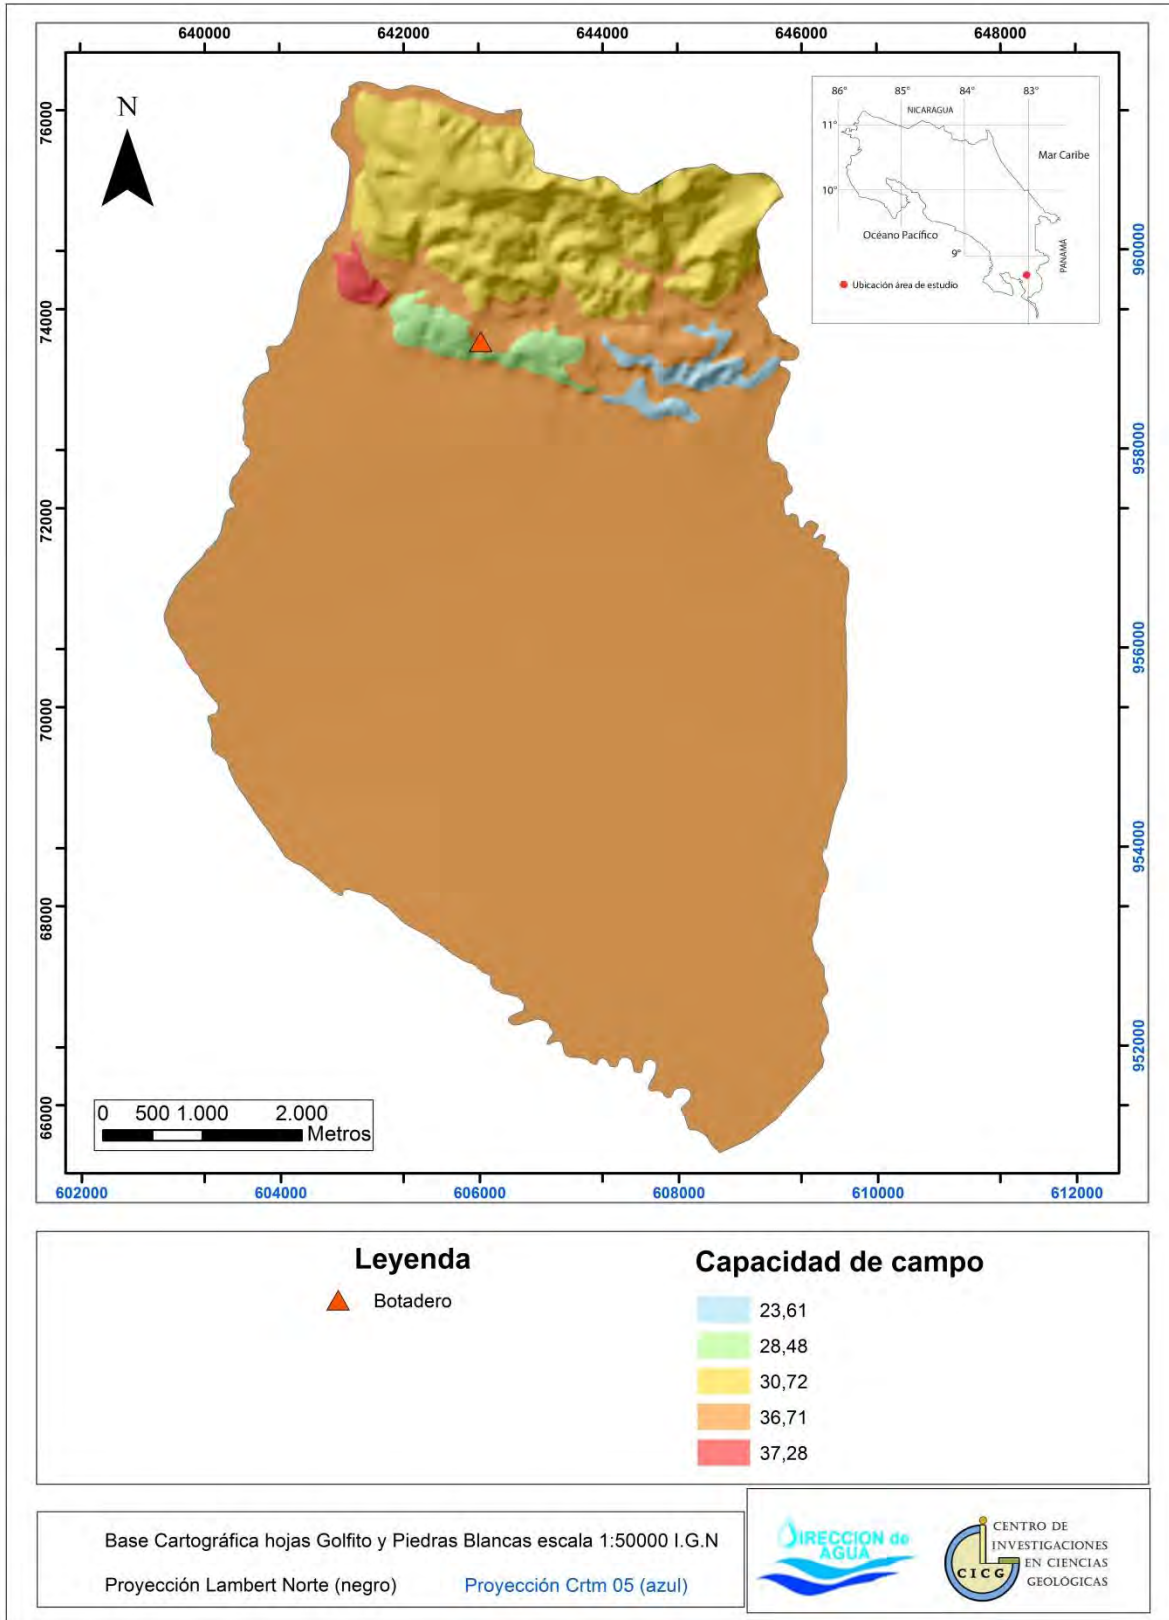 640000 642000 644000 646000 648000
N
76000
74000
72000
70000
68000
66000
86° 85° 84° 83°
NICARAGUA
11°
Mar Caribe
10°
Océano Pacífico
9°
PANAMÁ
Ubicación área de estudio
960000
958000
956000
954000
952000
0 500 1.000 2.000
Metros
602000 604000 606000 608000 610000 612000
Leyenda
Botadero
Capacidad de campo
23,61
28,48
30,72
36,71
37,28
Base Cartográfica hojas Golfito y Piedras Blancas escala 1:50000 I.G.N
Proyección Lambert Norte (negro) Proyección Crtm 05 (azul)
DIRECCION de
AGUA
CICG
CENTRO DE
INVESTIGACIONES
EN CIENCIAS
GEOLÓGICAS